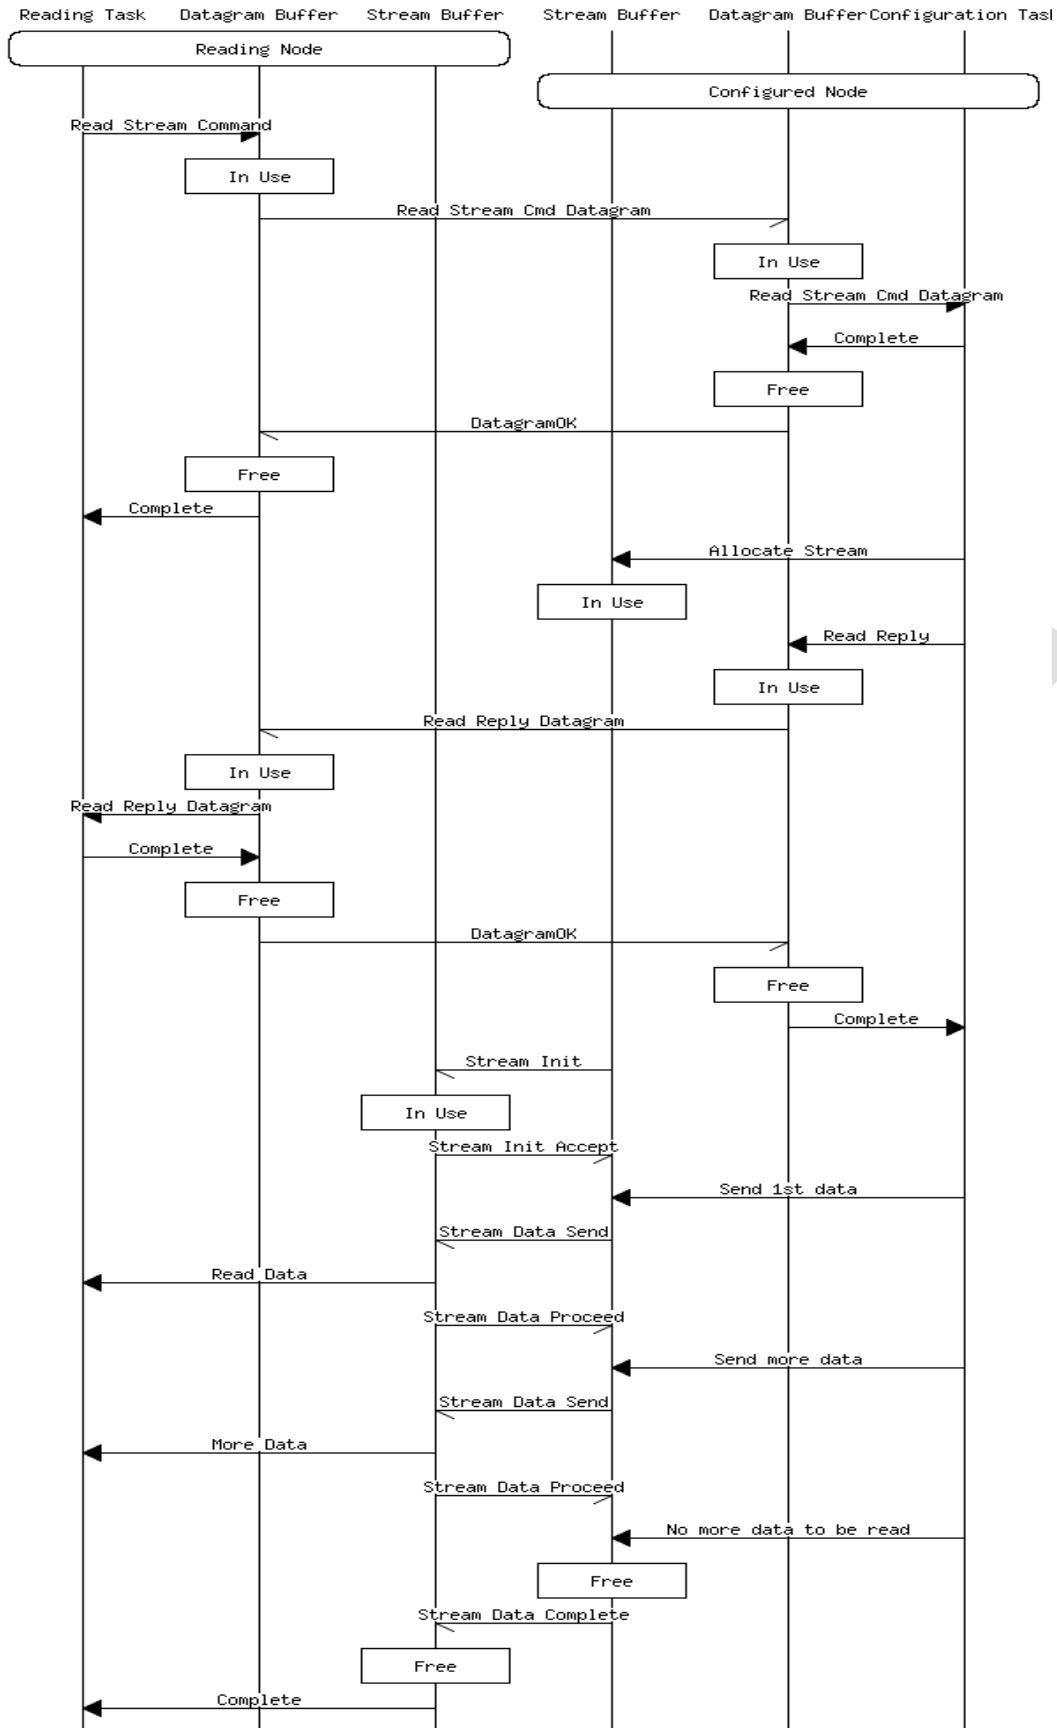 Reading Task Datagram Buffer Stream Buffer Stream Buffer Datagram Buffer Configuration Task
Reading Node
Configured Node
Read Stream Command
In Use
Read Stream Cmd Datagram
In Use
Read Stream Cmd Datagram
Complete
Free
DatagramOK
Free
Complete
Allocate Stream
In Use
Read Reply
In Use
Read Reply Datagram
In Use
Read Reply Datagram
Complete
Free
DatagramOK
Free
Complete
Stream Init
In Use
Stream Init Accept
Send 1st data
Stream Data Send
Read Data
Stream Data Proceed
Send more data
Stream Data Send
More Data
Stream Data Proceed
No more data to be read
Free
Stream Data Complete
Free
Complete